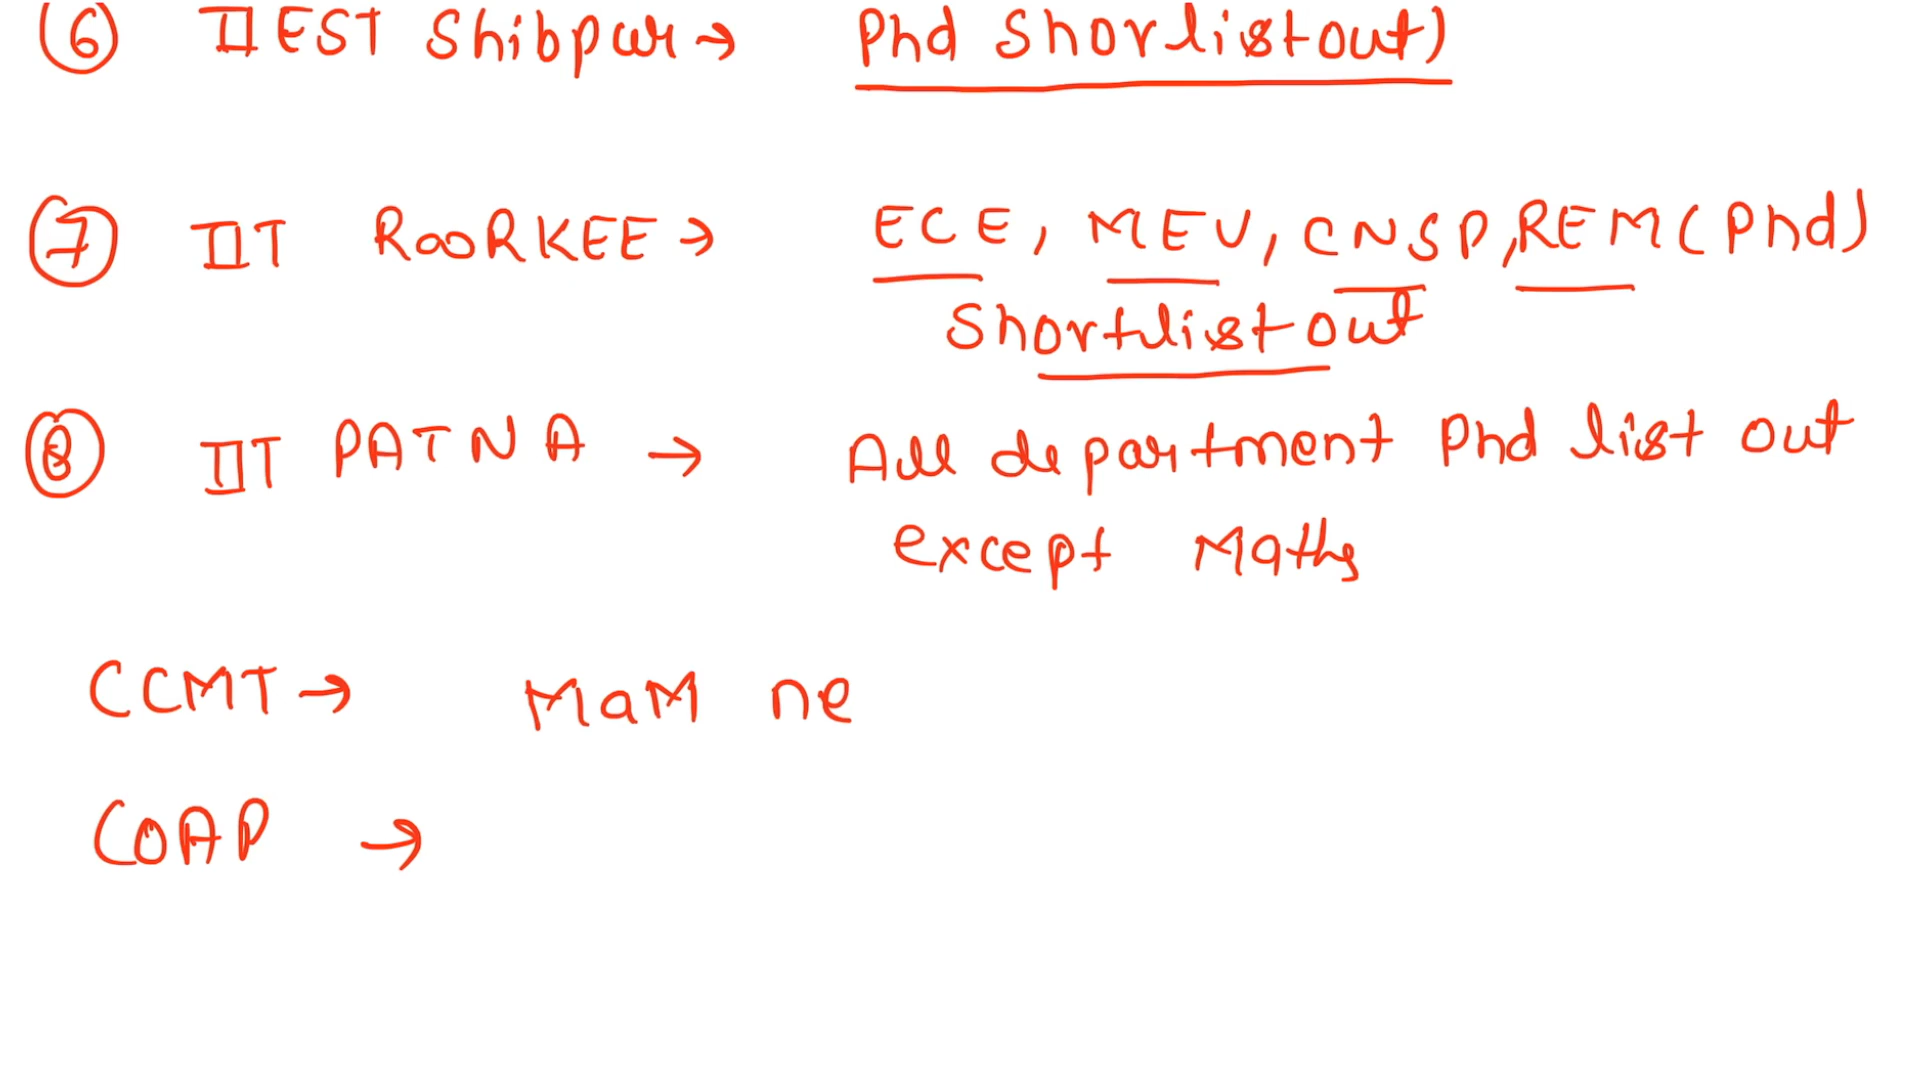 (6) IIEST Shibpur → Phd Shorlistout)
(7) IIT ROORKEE → ECE, MEV, CNSP, REM (Phd)
Shortlistout
(8) IIT PATNA → All department Phd list out
except Maths
CCMT → MaM ne
COAP →